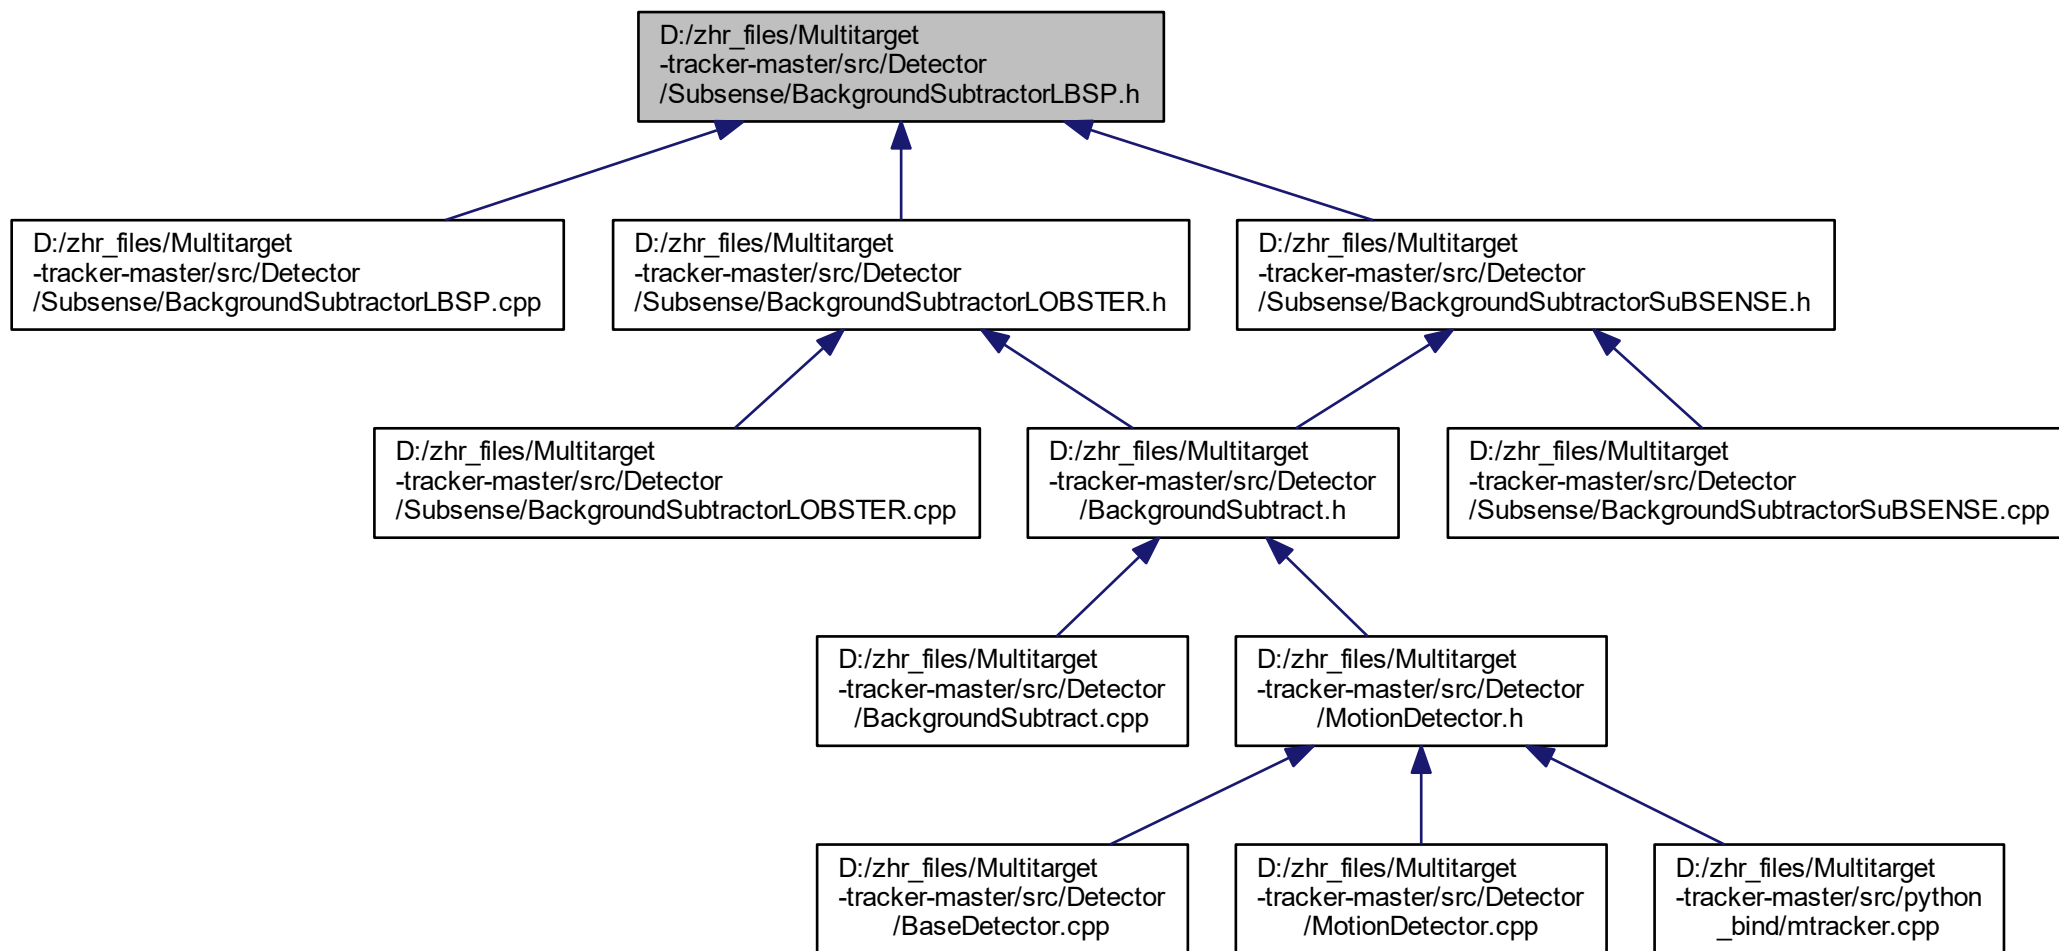 D:/zhr_files/Multitarget
-tracker-master/src/Detector
/Subsense/BackgroundSubtractorLBSP.h
D:/zhr_files/Multitarget
-tracker-master/src/Detector
/Subsense/BackgroundSubtractorLBSP.cpp
D:/zhr_files/Multitarget
-tracker-master/src/Detector
/Subsense/BackgroundSubtractorLOBSTER.h
D:/zhr_files/Multitarget
-tracker-master/src/Detector
/Subsense/BackgroundSubtractorSuBSENSE.h
D:/zhr_files/Multitarget
-tracker-master/src/Detector
/Subsense/BackgroundSubtractorLOBSTER.cpp
D:/zhr_files/Multitarget
-tracker-master/src/Detector
/BackgroundSubtract.h
D:/zhr_files/Multitarget
-tracker-master/src/Detector
/Subsense/BackgroundSubtractorSuBSENSE.cpp
D:/zhr_files/Multitarget
-tracker-master/src/Detector
/BackgroundSubtract.cpp
D:/zhr_files/Multitarget
-tracker-master/src/Detector
/MotionDetector.h
D:/zhr_files/Multitarget
-tracker-master/src/Detector
/BaseDetector.cpp
D:/zhr_files/Multitarget
-tracker-master/src/Detector
/MotionDetector.cpp
D:/zhr_files/Multitarget
-tracker-master/src/python
_bind/mtracker.cpp